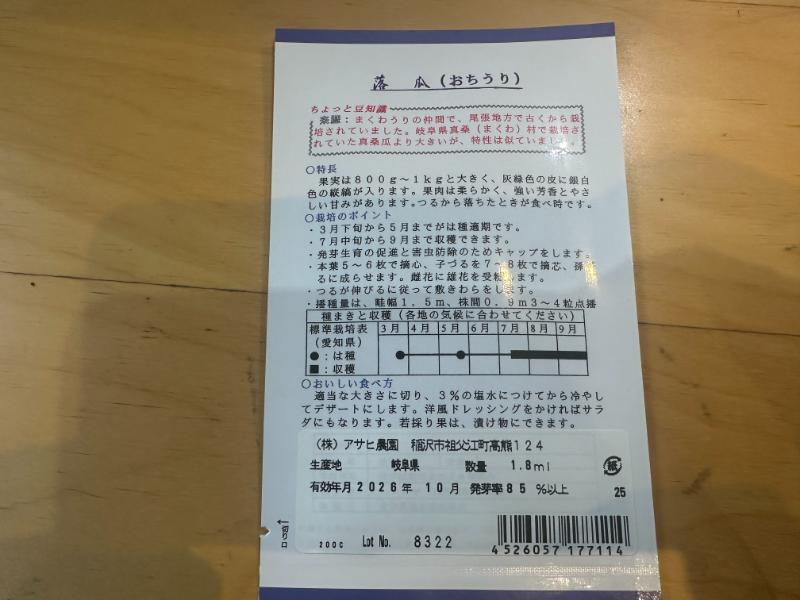 落 瓜(おちうり)
ちょっと豆知識
来歴:まくわうりの仲間で、尾張地方で古くから栽
培されていました。岐阜県真桑(まくわ)村で栽培さ
れていた真桑瓜より大きいが、特性は似ています。
○特長
果実は800g~1kgと大きく、灰緑色の皮に銀白
色の縦縞が入ります。果肉は柔らかく、強い芳香とやさ
しい甘みがあります。つるから落ちたときが食べ時です。
○栽培のポイント
・3月下旬から5月までがは種適期です。
・7月中旬から9月まで収穫できます。
・発芽生育の促進と害虫防除のためキャップをします。
・本葉5~6枚で摘心、子づるを7~8枚で摘芯、孫
るに成らせます。雌花に雄花を受粉します。
・つるが伸びるに従って敷きわらをします。
・播種量は、畦幅1.5m、株間0.9m3~4粒点播
種まきと収穫(各地の気候に合わせてください)
標準栽培表 3月 4月 5月 6月 7月 8月 9月
(愛知県)
●:は種
■:収穫
○おいしい食べ方
適当な大きさに切り、3%の塩水につけてから冷やし
てデザートにします。洋風ドレッシングをかければサラ
ダにもなります。若採り果は、漬け物にできます。
(株)アサヒ農園 稲沢市祖父江町高熊124
生産地 岐阜県 数量 1.8ml
有効年月2026年 10月 発芽率85 %以上 25
紙
200C Lot No. 8322
4526057177114